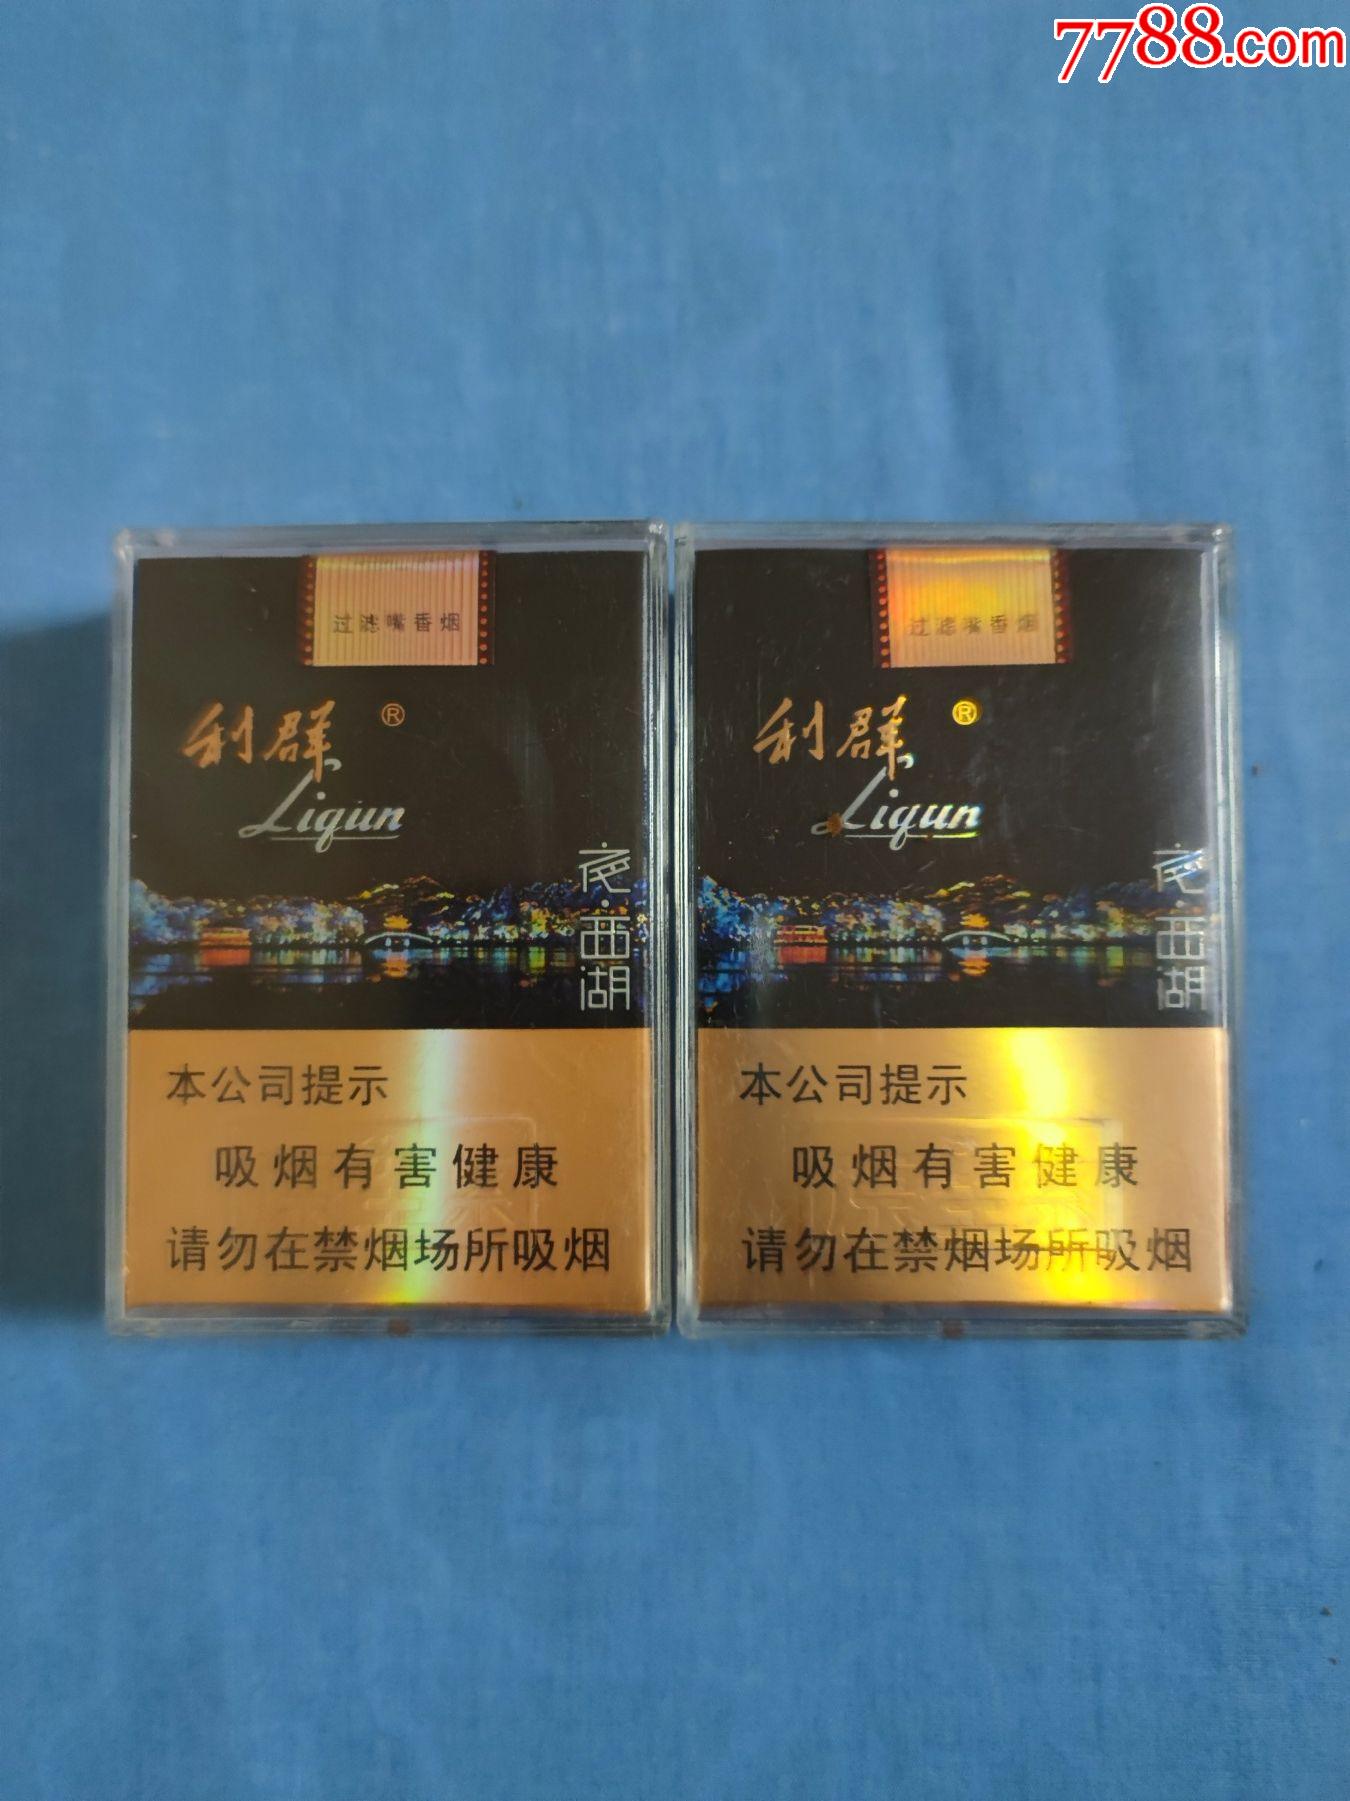 7788.com
过滤嘴香烟
利群®
Liqun
夜·西湖
本公司提示
吸烟有害健康
请勿在禁烟场所吸烟
过滤嘴香烟
利群®
Liqun
夜·西湖
本公司提示
吸烟有害健康
请勿在禁烟场所吸烟